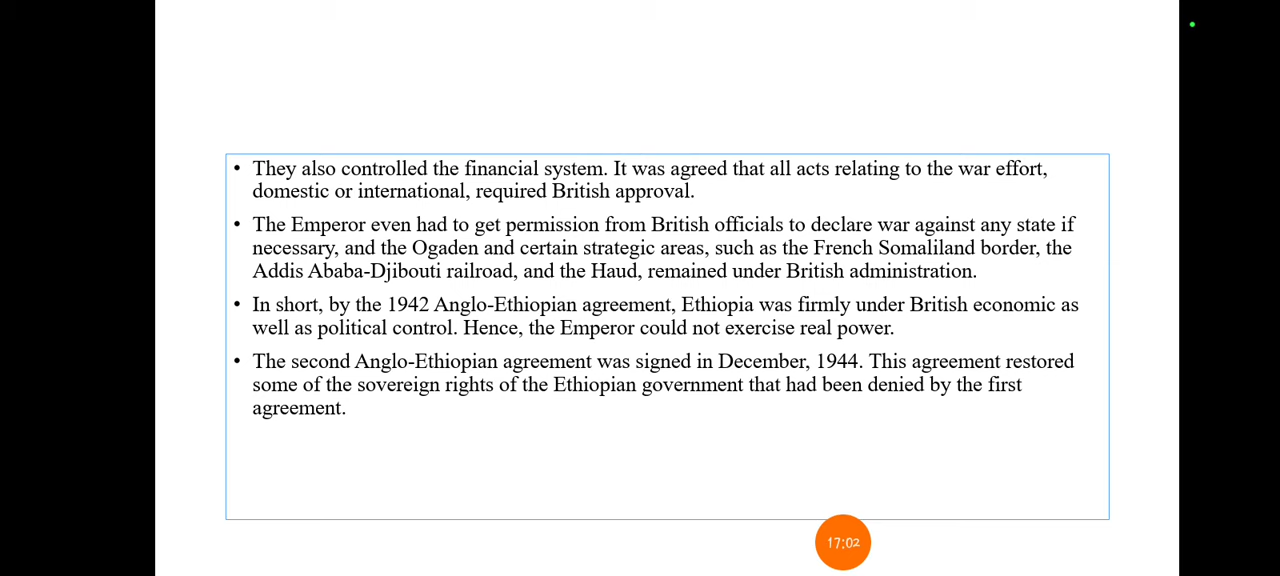 • They also controlled the financial system. It was agreed that all acts relating to the war effort,
domestic or international, required British approval.
• The Emperor even had to get permission from British officials to declare war against any state if
necessary, and the Ogaden and certain strategic areas, such as the French Somaliland border, the
Addis Ababa-Djibouti railroad, and the Haud, remained under British administration.
• In short, by the 1942 Anglo-Ethiopian agreement, Ethiopia was firmly under British economic as
well as political control. Hence, the Emperor could not exercise real power.
• The second Anglo-Ethiopian agreement was signed in December, 1944. This agreement restored
some of the sovereign rights of the Ethiopian government that had been denied by the first
agreement.
17:02